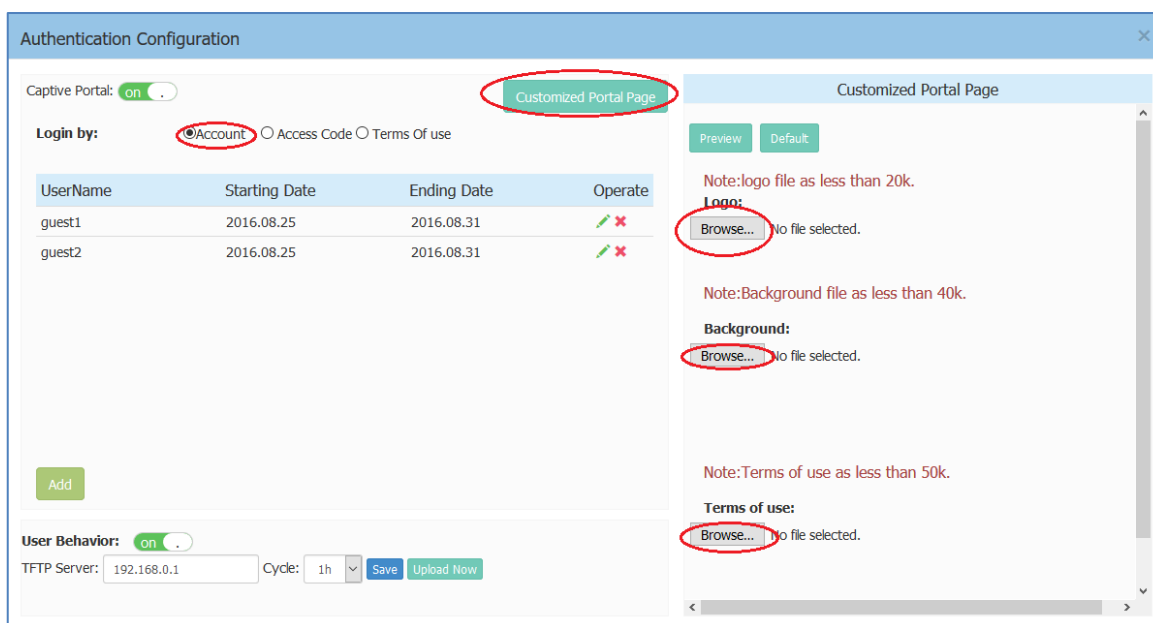 Authentication Configuration
Captive Portal: on .
Customized Portal Page
Login by: Account Access Code Terms Of use
UserName Starting Date Ending Date Operate
guest1 2016.08.25 2016.08.31
guest2 2016.08.25 2016.08.31
Add
User Behavior: on .
TFTP Server: 192.168.0.1 Cycle: 1h Save Upload Now
Customized Portal Page
Preview Default
Note:logo file as less than 20k.
Logo:
Browse... No file selected.
Note:Background file as less than 40k.
Background:
Browse... No file selected.
Note:Terms of use as less than 50k.
Terms of use:
Browse... No file selected.